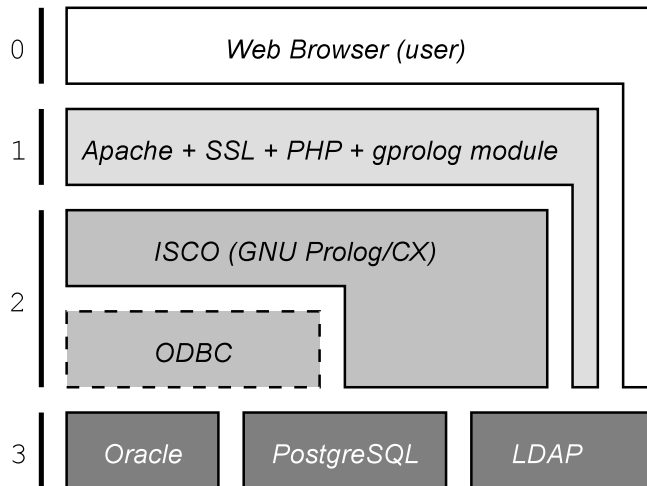 0
Web Browser (user)
1
Apache + SSL + PHP + gprolog module
2
ISCO (GNU Prolog/CX)
ODBC
3
Oracle
PostgreSQL
LDAP